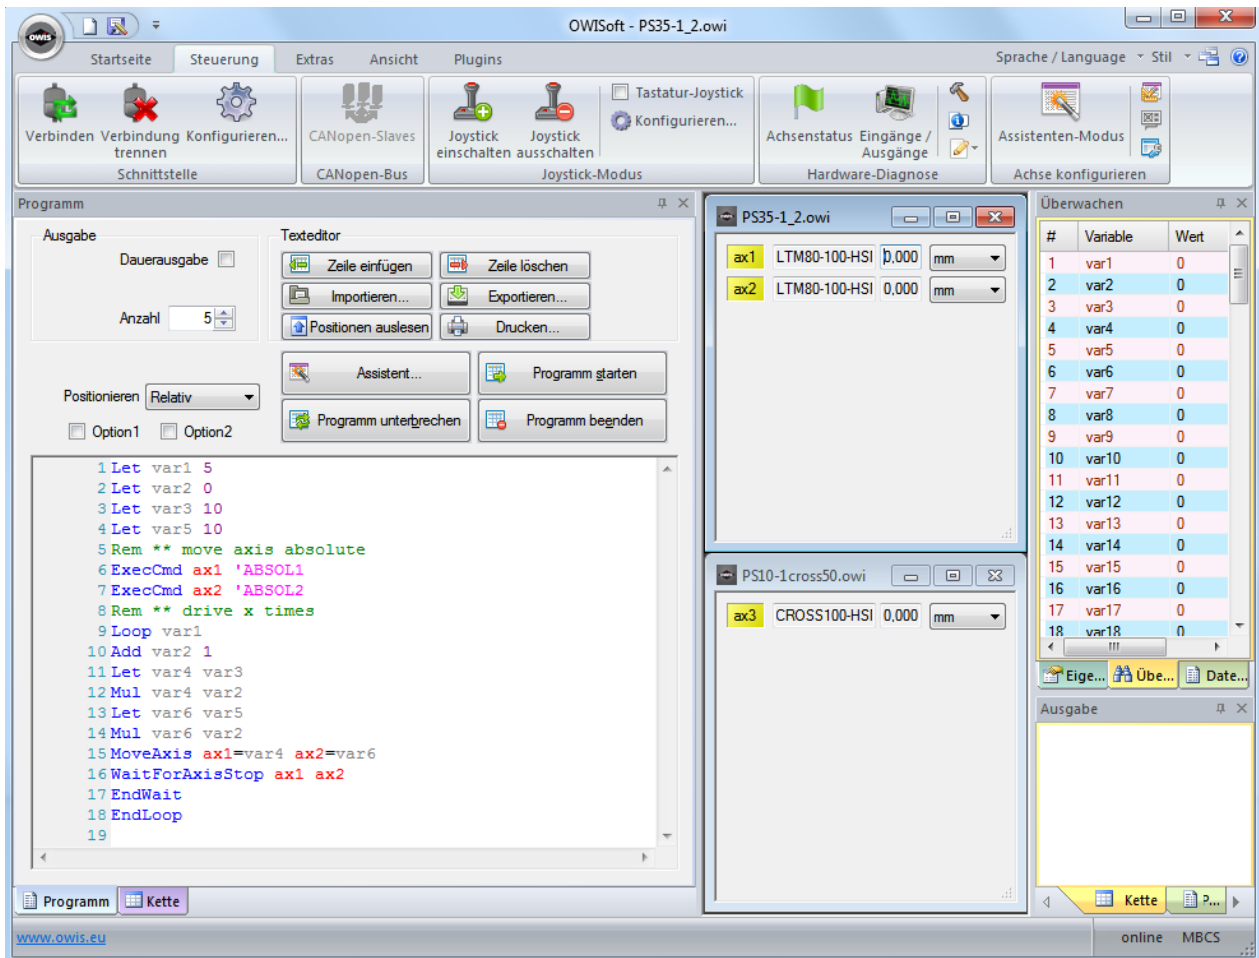 OWISoft - PS35-1_2.owi
owis
Startseite Steuerung Extras Ansicht Plugins Sprache / Language Stil
Verbinden Verbindung trennen Konfigurieren...
Schnittstelle
CANopen-Slaves
CANopen-Bus
Joystick einschalten Joystick ausschalten
Tastatur-Joystick
Konfigurieren...
Joystick-Modus
Achsenstatus Eingänge / Ausgänge
Hardware-Diagnose
Assistenten-Modus
Achse konfigurieren
Programm
Ausgabe
Dauerausgabe
Anzahl 5
Texteditor
Zeile einfügen Zeile löschen
Importieren... Exportieren...
Positionen auslesen Drucken...
Assistent... Programm starten
Programm unterbrechen Programm beenden
Positionieren Relativ
Option1 Option2
1 Let var1 5
2 Let var2 0
3 Let var3 10
4 Let var5 10
5 Rem ** move axis absolute
6 ExecCmd ax1 'ABSOL1
7 ExecCmd ax2 'ABSOL2
8 Rem ** drive x times
9 Loop var1
10 Add var2 1
11 Let var4 var3
12 Mul var4 var2
13 Let var6 var5
14 Mul var6 var2
15 MoveAxis ax1=var4 ax2=var6
16 WaitForAxisStop ax1 ax2
17 EndWait
18 EndLoop
19
Programm Kette
PS35-1_2.owi
ax1 LTM80-100-HSI 0,000 mm
ax2 LTM80-100-HSI 0,000 mm
PS10-1cross50.owi
ax3 CROSS100-HSI 0,000 mm
Überwachen
# Variable Wert
1 var1 0
2 var2 0
3 var3 0
4 var4 0
5 var5 0
6 var6 0
7 var7 0
8 var8 0
9 var9 0
10 var10 0
11 var11 0
12 var12 0
13 var13 0
14 var14 0
15 var15 0
16 var16 0
17 var17 0
18 var18 0
Eige... Übe... Date...
Ausgabe
Kette P...
www.owis.eu
online MBCS